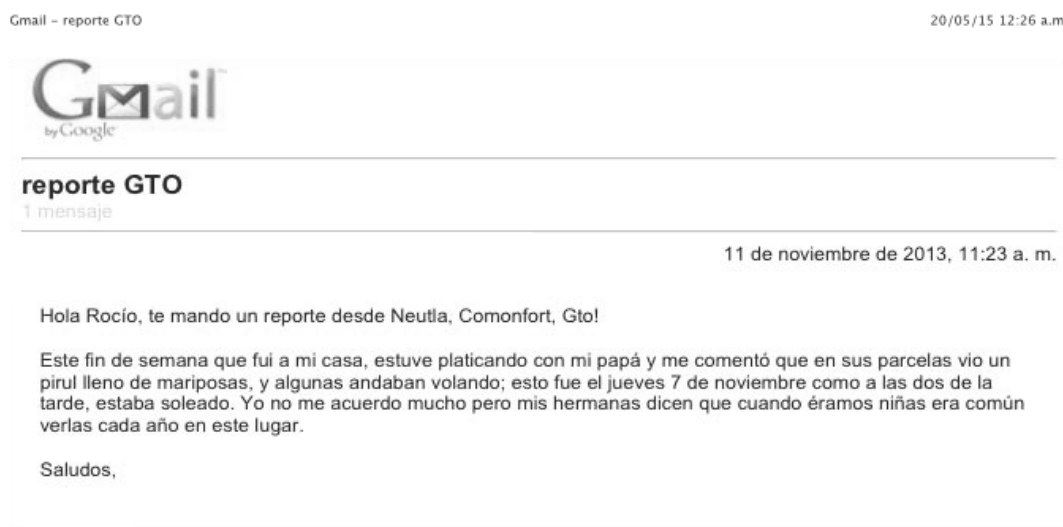 Gmail – reporte GTO
20/05/15 12:26 a.m
Gmail™
by Google
reporte GTO
1 mensaje
11 de noviembre de 2013, 11:23 a. m.
Hola Rocío, te mando un reporte desde Neutla, Comonfort, Gto!
Este fin de semana que fui a mi casa, estuve platicando con mi papá y me comentó que en sus parcelas vio un
pirul lleno de mariposas, y algunas andaban volando; esto fue el jueves 7 de noviembre como a las dos de la
tarde, estaba soleado. Yo no me acuerdo mucho pero mis hermanas dicen que cuando éramos niñas era común
verlas cada año en este lugar.
Saludos,